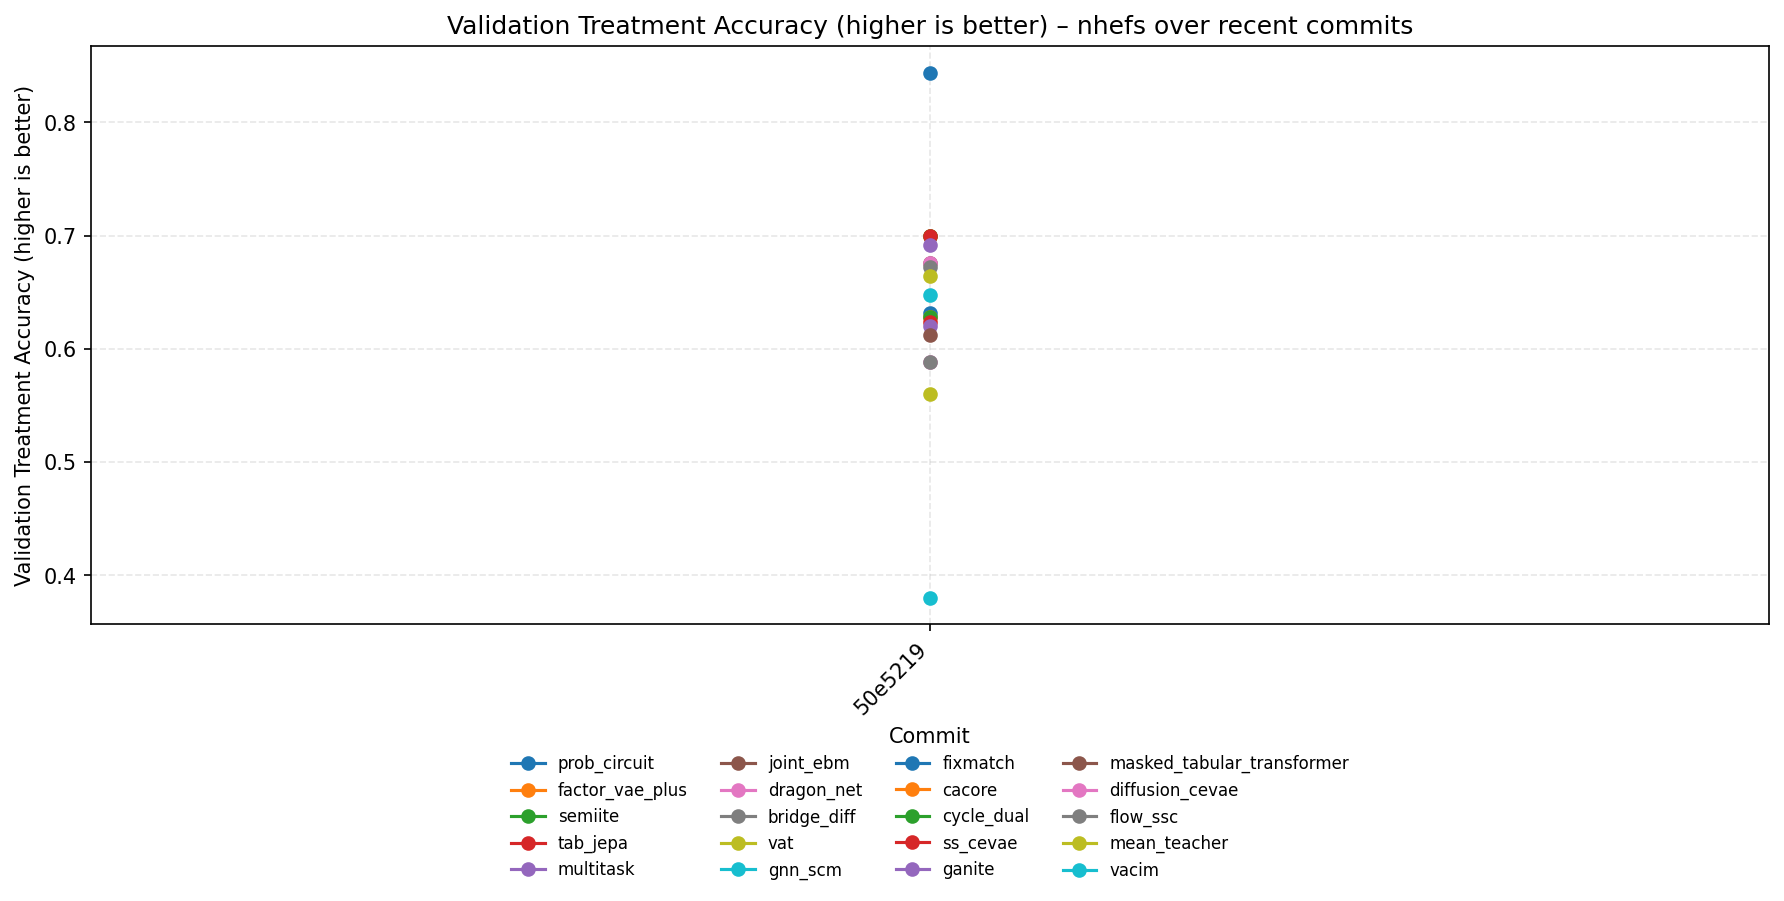 Validation Treatment Accuracy (higher is better) – nhefs over recent commits
Validation Treatment Accuracy (higher is better)
0.8
0.7
0.6
0.5
0.4
50e5219
Commit
prob_circuit
factor_vae_plus
semiite
tab_jepa
multitask
joint_ebm
dragon_net
bridge_diff
vat
gnn_scm
fixmatch
cacore
cycle_dual
ss_cevae
ganite
masked_tabular_transformer
diffusion_cevae
flow_ssc
mean_teacher
vacim